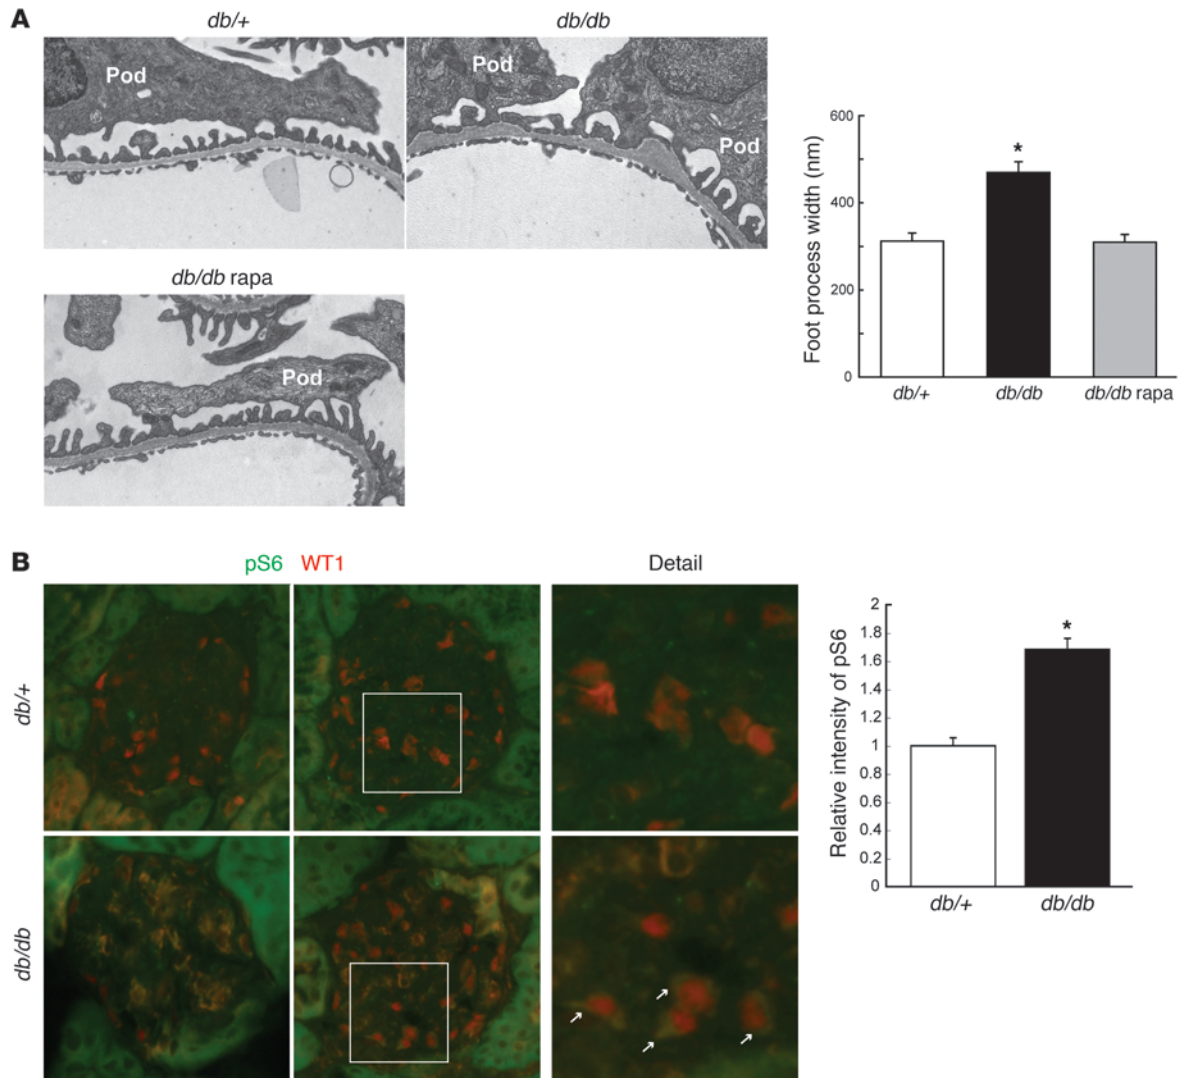 A
db/+
db/db
Pod
Pod
Pod
db/db rapa
Pod
Foot process width (nm)
600
400
200
0
*
db/+
db/db
db/db rapa
B
pS6 WT1
Detail
db/+
db/db
Relative intensity of pS6
2
1.8
1.6
1.4
1.2
1
0.8
0.6
0.4
0.2
0
*
db/+
db/db